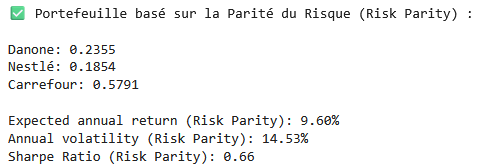 ✅ Portefeuille basé sur la Parité du Risque (Risk Parity) :
Danone: 0.2355
Nestlé: 0.1854
Carrefour: 0.5791
Expected annual return (Risk Parity): 9.60%
Annual volatility (Risk Parity): 14.53%
Sharpe Ratio (Risk Parity): 0.66